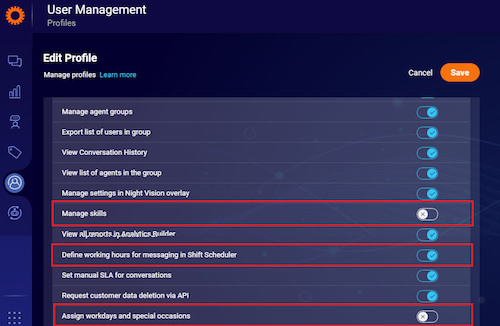 User Management
Profiles
Edit Profile
Manage profiles Learn more
Cancel
Save
Manage agent groups
Export list of users in group
View Conversation History
View list of agents in the group
Manage settings in Night Vision overlay
Manage skills
View all reports in Analytics Builder
Define working hours for messaging in Shift Scheduler
Set manual SLA for conversations
Request customer data deletion via API
Assign workdays and special occasions